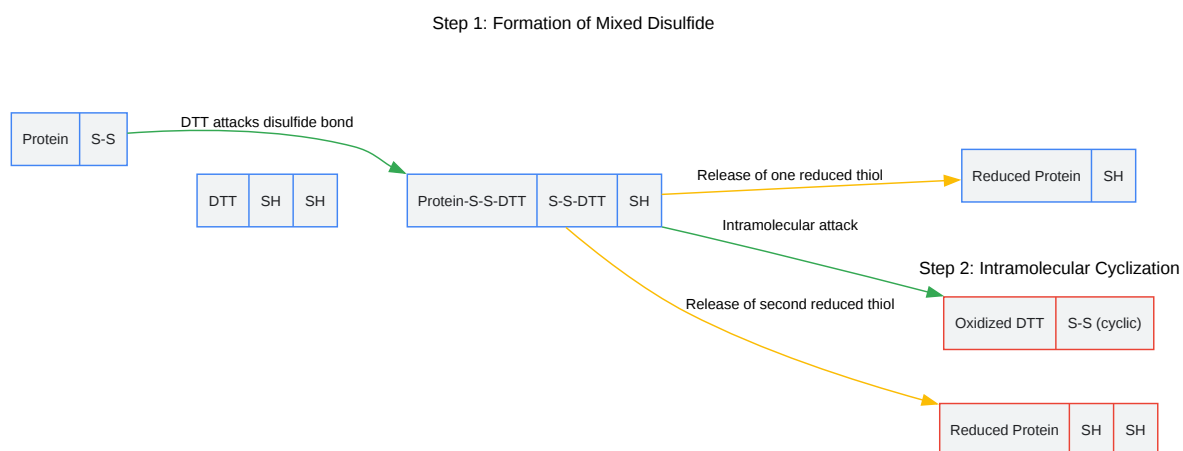 Step 1: Formation of Mixed Disulfide
DTT attacks disulfide bond
Protein S-S
DTT SH SH
Protein-S-S-DTT S-S-DTT SH
Release of one reduced thiol
Reduced Protein SH
Intramolecular attack
Step 2: Intramolecular Cyclization
Release of second reduced thiol
Oxidized DTT S-S (cyclic)
Reduced Protein SH SH